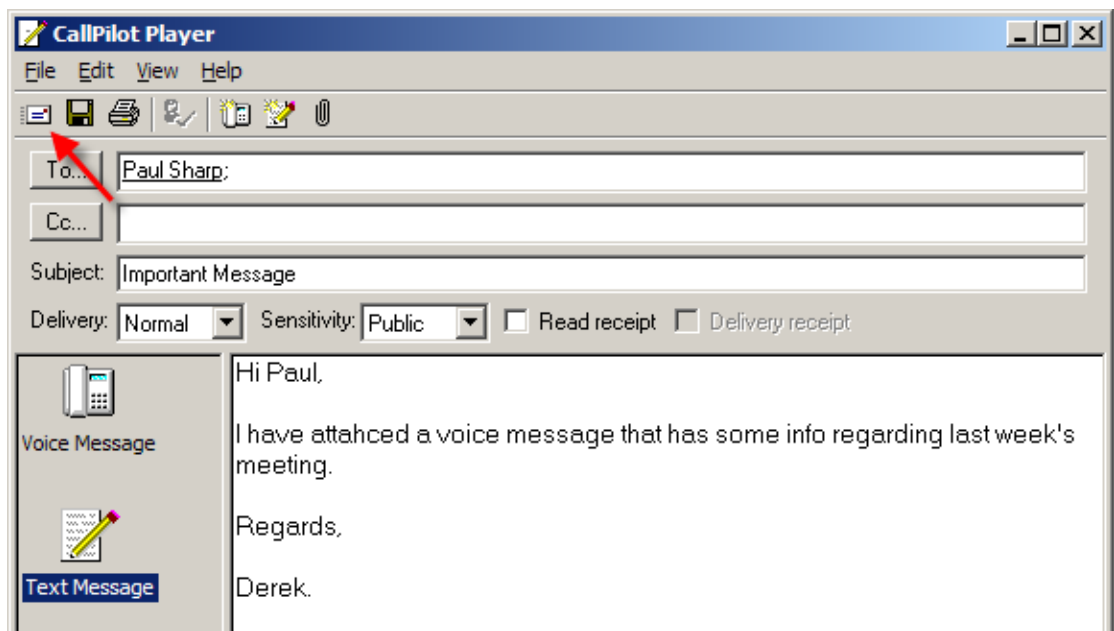 CallPilot Player
File Edit View Help
To... Paul Sharp;
Cc...
Subject: Important Message
Delivery: Normal Sensitivity: Public Read receipt Delivery receipt
Voice Message
Text Message
Hi Paul,
I have attahced a voice message that has some info regarding last week's
meeting.
Regards,
Derek.